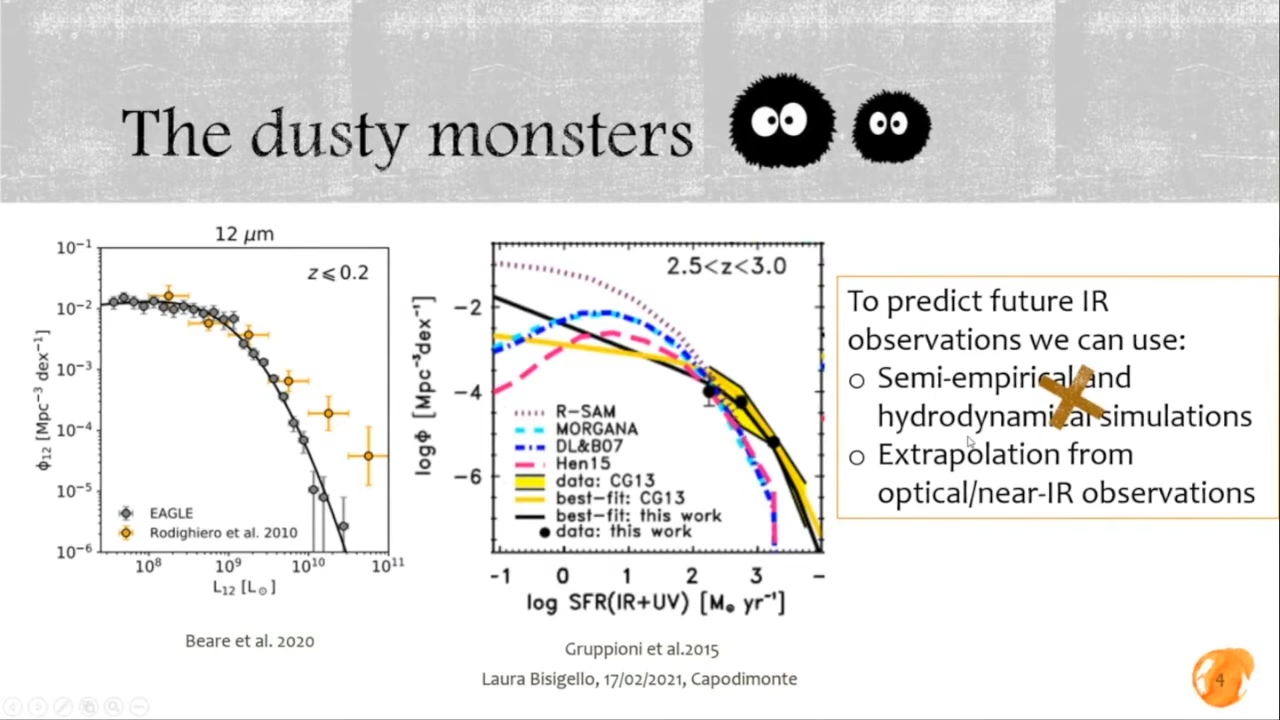 The dusty monsters
12 μm
z⩽0.2
10⁻¹
10⁻²
10⁻³
10⁻⁴
10⁻⁵
10⁻⁶
ϕ₁₂ [Mpc⁻³ dex⁻¹]
EAGLE
Rodighiero et al. 2010
10⁸ 10⁹ 10¹⁰ 10¹¹
L₁₂ [L☉]
Beare et al. 2020
2.5<z<3.0
-2
-4
-6
logΦ [Mpc⁻³dex⁻¹]
R-SAM
MORGANA
DL&B07
Hen15
data: CG13
best-fit: CG13
best-fit: this work
data: this work
-1 0 1 2 3
log SFR(IR+UV) [M☉ yr⁻¹]
Gruppioni et al.2015
To predict future IR
observations we can use:
o Semi-empirical and
hydrodynamical simulations
o Extrapolation from
optical/near-IR observations
Laura Bisigello, 17/02/2021, Capodimonte
4